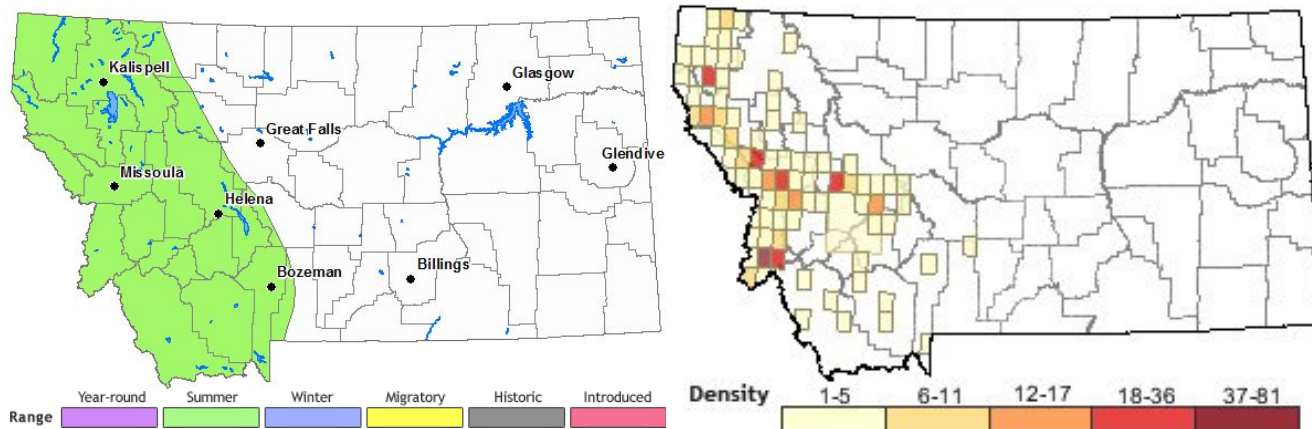 Kalispell
Glasgow
Great Falls
Glendive
Missoula
Helena
Bozeman
Billings
Year-round Summer Winter Migratory Historic Introduced
Range
Density 1-5 6-11 12-17 18-36 37-81